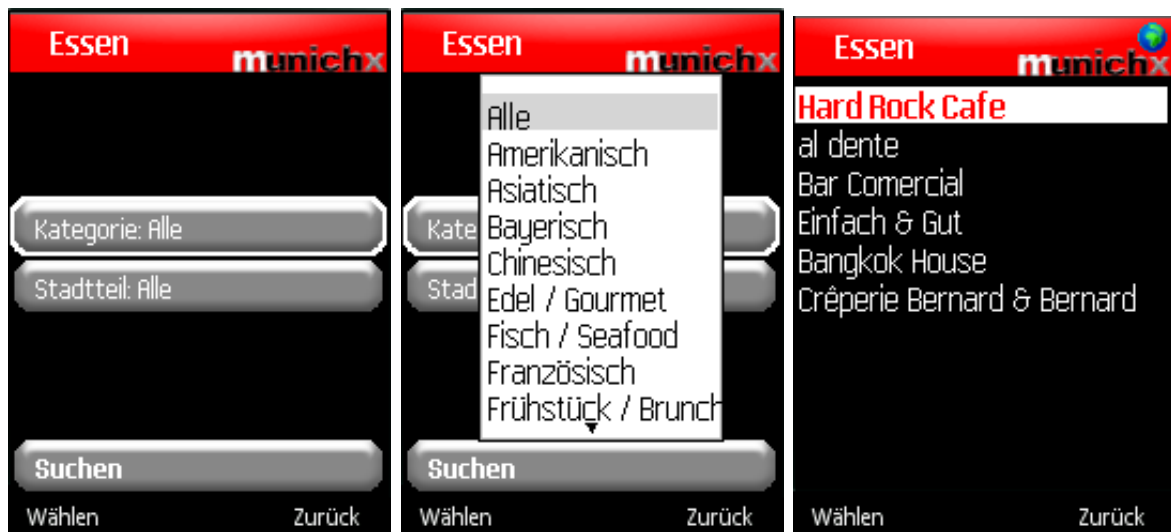 Essen
munichx
Kategorie: Alle
Stadtteil: Alle
Suchen
Wählen Zurück
Essen
munichx
Alle
Amerikanisch
Asiatisch
Kate Bayerisch
Chinesisch
Stad Edel / Gourmet
Fisch / Seafood
Französisch
Frühstück / Brunch
Suchen
Wählen Zurück
Essen
munichx
Hard Rock Cafe
al dente
Bar Comercial
Einfach & Gut
Bangkok House
Crêperie Bernard & Bernard
Wählen Zurück